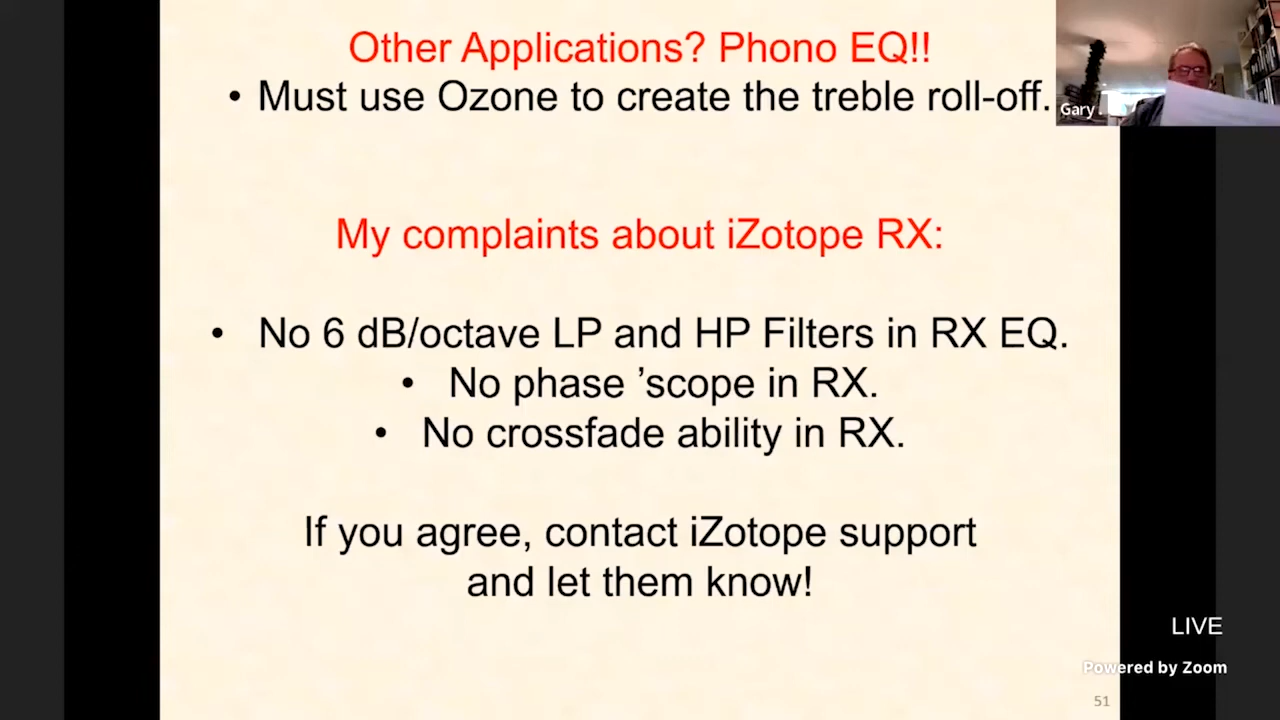 Other Applications? Phono EQ!!
• Must use Ozone to create the treble roll-off.
Gary
My complaints about iZotope RX:
• No 6 dB/octave LP and HP Filters in RX EQ.
• No phase ’scope in RX.
• No crossfade ability in RX.
If you agree, contact iZotope support
and let them know!
LIVE
Powered by Zoom
51